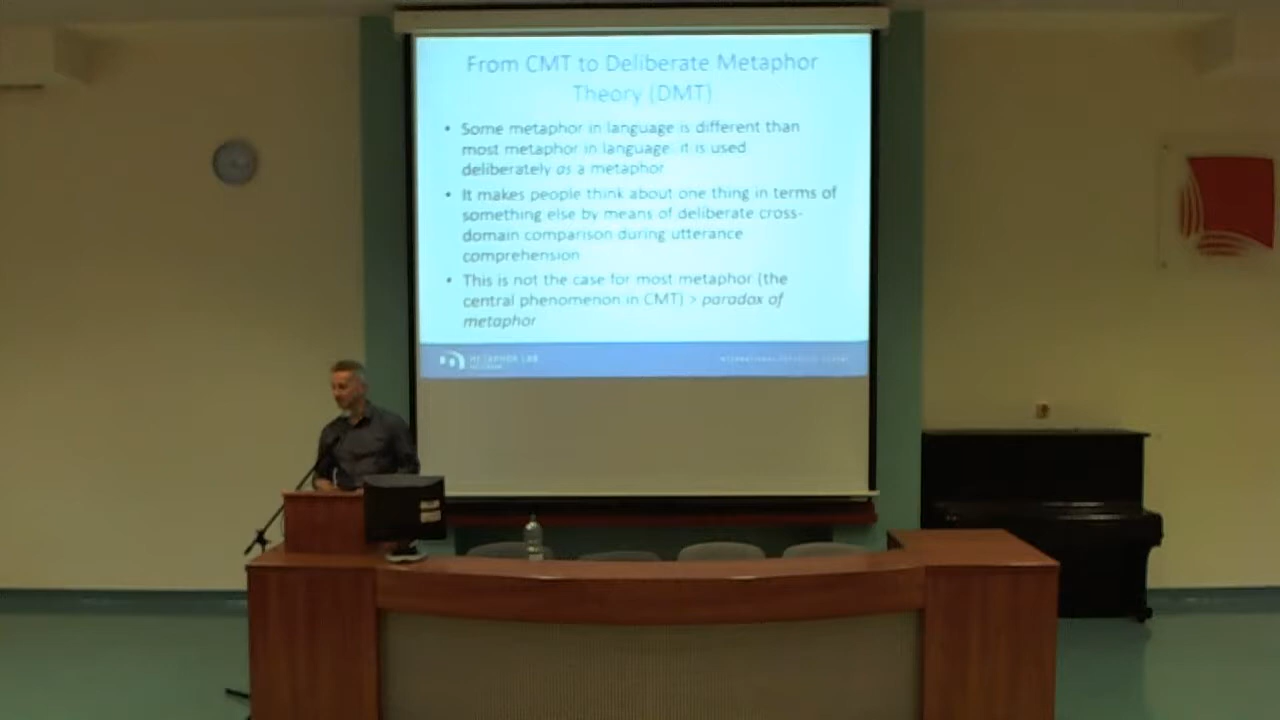 From CMT to Deliberate Metaphor
Theory (DMT)
• Some metaphor in language is different than
most metaphor in language: it is used
deliberately as a metaphor
• It makes people think about one thing in terms of
something else by means of deliberate cross-
domain comparison during utterance
comprehension
• This is not the case for most metaphor (the
central phenomenon in CMT) > paradox of
metaphor
METAPHOR LAB